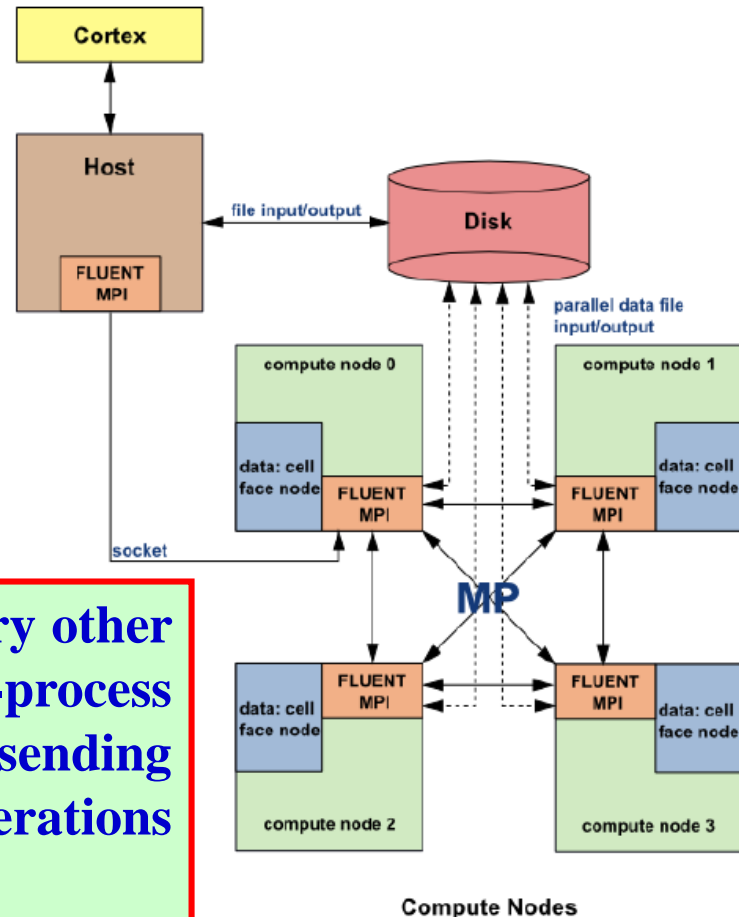 Cortex
Host
FLUENT
MPI
file input/output
Disk
parallel data file
input/output
compute node 0
data: cell
face node
FLUENT
MPI
compute node 1
FLUENT
MPI
data: cell
face node
socket
MP
ry other
-process
sending
erations
data: cell
face node
FLUENT
MPI
compute node 2
FLUENT
MPI
data: cell
face node
compute node 3
Compute Nodes